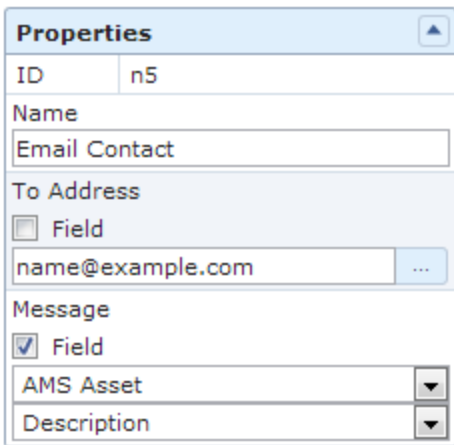 Properties
ID n5
Name
Email Contact
To Address
Field
name@example.com ...
Message
Field
AMS Asset
Description